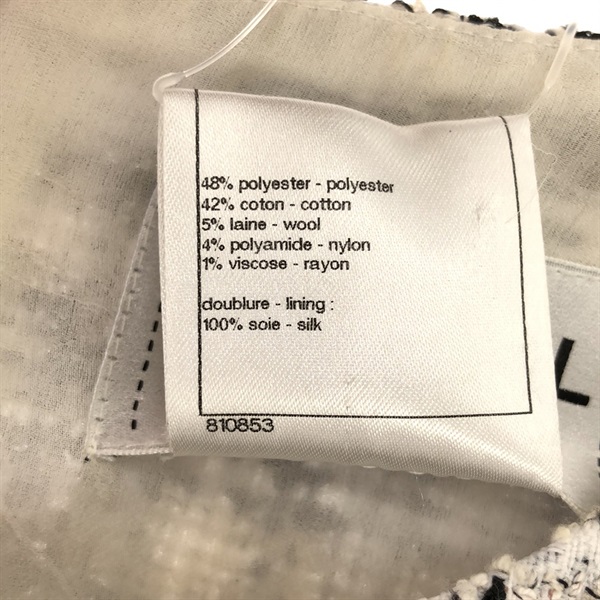 48% polyester - polyester
42% coton - cotton
5% laine - wool
4% polyamide - nylon
1% viscose - rayon
doublure - lining :
100% soie - silk
810853
L